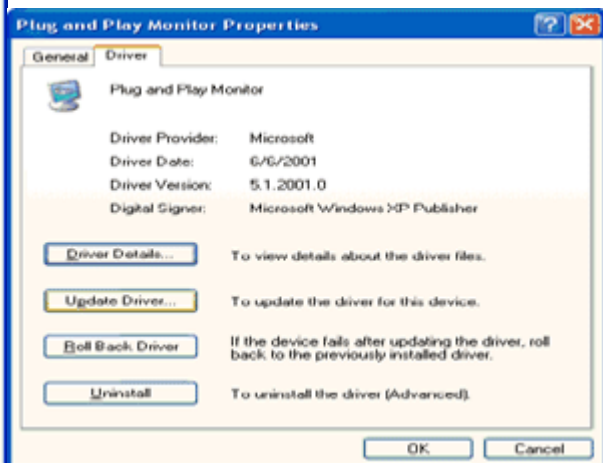 Plug and Play Monitor Properties
General Driver
Plug and Play Monitor
Driver Provider: Microsoft
Driver Date: 6/6/2001
Driver Version: 5.1.2001.0
Digital Signer: Microsoft Windows XP Publisher
Driver Details... To view details about the driver files.
Update Driver... To update the driver for this device.
Roll Back Driver If the device fails after updating the driver, roll
back to the previously installed driver.
Uninstall To uninstall the driver (Advanced).
OK Cancel